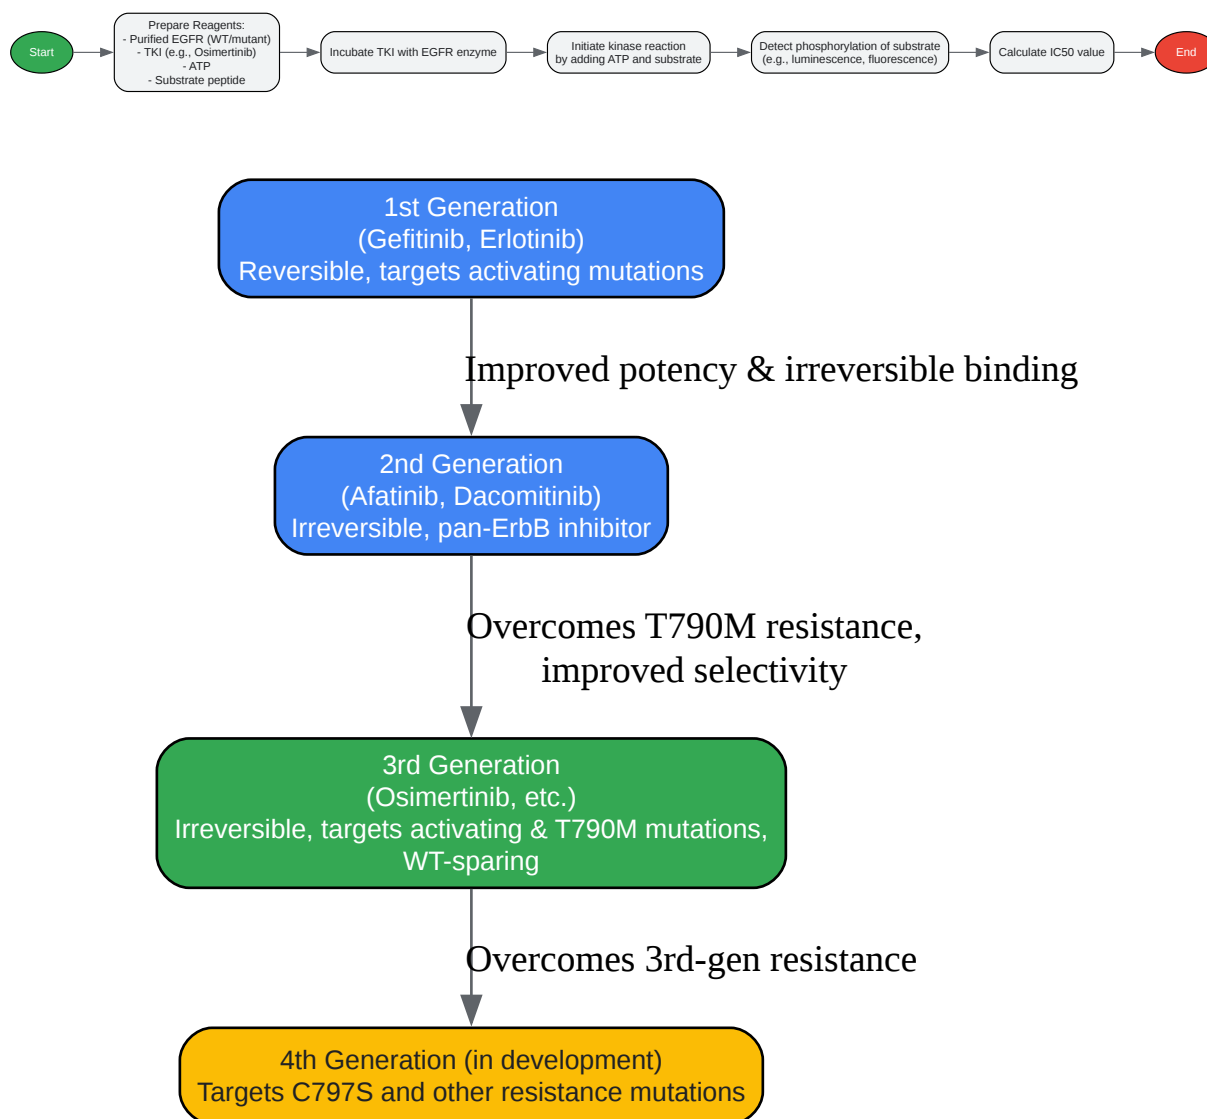 Start
Prepare Reagents:
- Purified EGFR (WT/mutant)
- TKI (e.g., Osimertinib)
- ATP
- Substrate peptide
Incubate TKI with EGFR enzyme
Initiate kinase reaction
by adding ATP and substrate
Detect phosphorylation of substrate
(e.g., luminescence, fluorescence)
Calculate IC50 value
End
1st Generation
(Gefitinib, Erlotinib)
Reversible, targets activating mutations
Improved potency & irreversible binding
2nd Generation
(Afatinib, Dacomitinib)
Irreversible, pan-ErbB inhibitor
Overcomes T790M resistance,
improved selectivity
3rd Generation
(Osimertinib, etc.)
Irreversible, targets activating & T790M mutations,
WT-sparing
Overcomes 3rd-gen resistance
4th Generation (in development)
Targets C797S and other resistance mutations